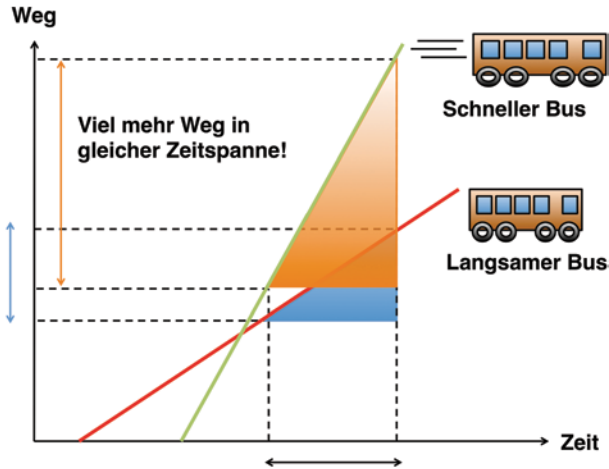 Weg
Schneller Bus
Viel mehr Weg in
gleicher Zeitspanne!
Langsamer Bus
Zeit